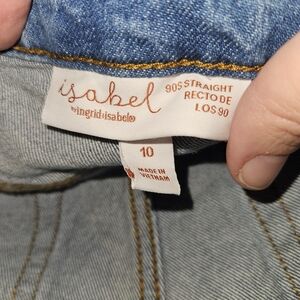 isabel
by ingrid+isabel®
90S STRAIGHT
RECTO DE
LOS 90
10
MADE IN
VIETNAM